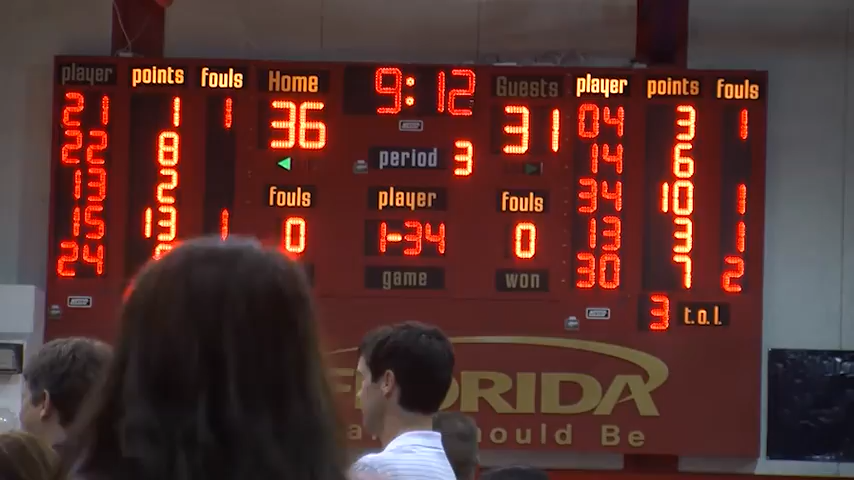 player points fouls Home 9:12 Guests player points fouls
21 1 1 36 31 04 3 1
22 8 period 3 14 6
13 2 fouls player fouls 34 10 1
15 13 1 0 1-34 0 13 3 1
24 game won 30 7 2
3 t.o.l.
FLORIDA
ould Be